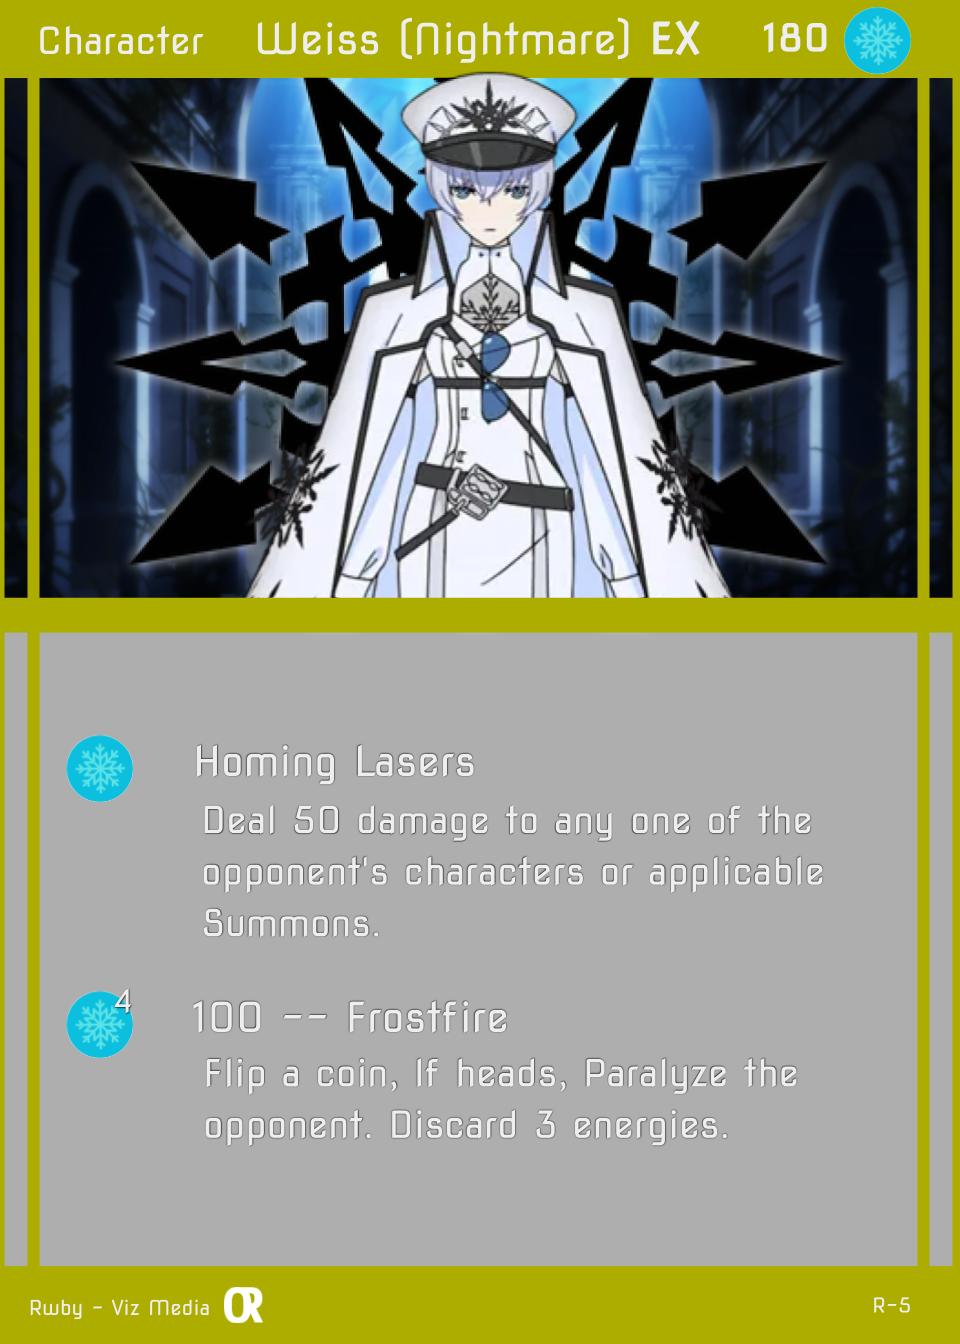 Character Weiss (Nightmare) EX 180
Homing Lasers
Deal 50 damage to any one of the
opponent's characters or applicable
Summons.
4 100 -- Frostfire
Flip a coin, If heads, Paralyze the
opponent. Discard 3 energies.
Rwby - Viz Media OR R-5